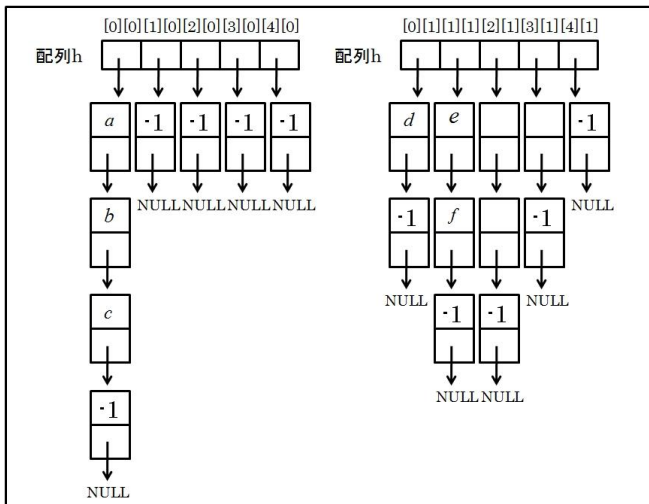 [0][0][1][0][2][0][3][0][4][0]
配列h
a -1 -1 -1 -1
NULL NULL NULL NULL
b
c
-1
NULL
[0][1][1][1][2][1][3][1][4][1]
配列h
d e -1
NULL
-1 f -1
NULL NULL
-1 -1
NULL NULL